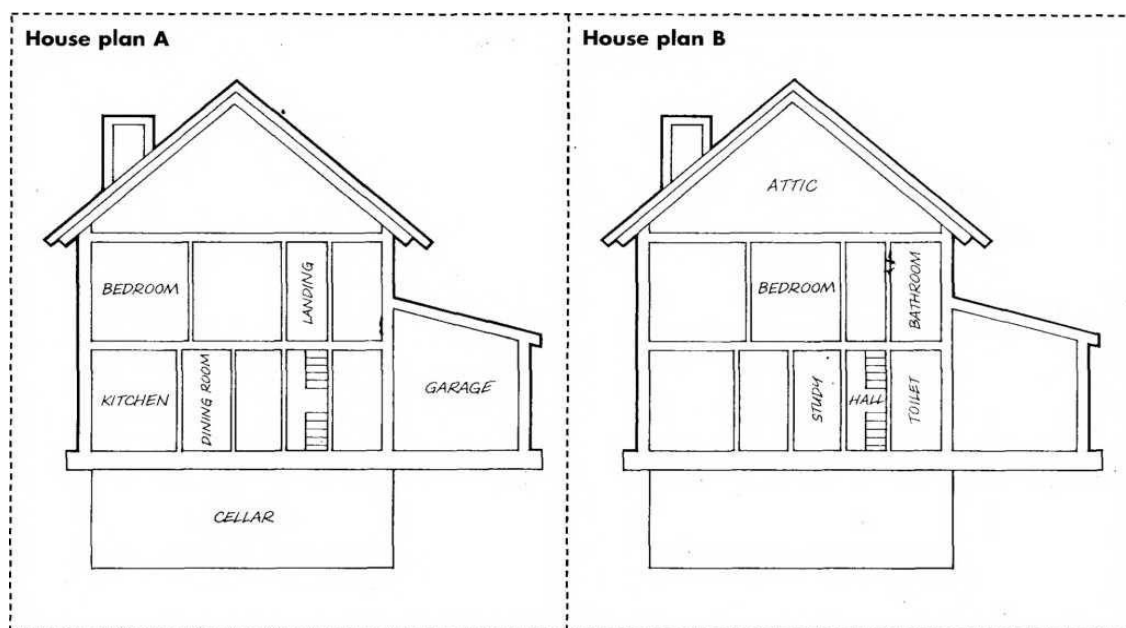 House plan A
BEDROOM
LANDING
KITCHEN
DINING ROOM
GARAGE
CELLAR
House plan B
ATTIC
BEDROOM
BATHROOM
STUDY
HALL
TOILET